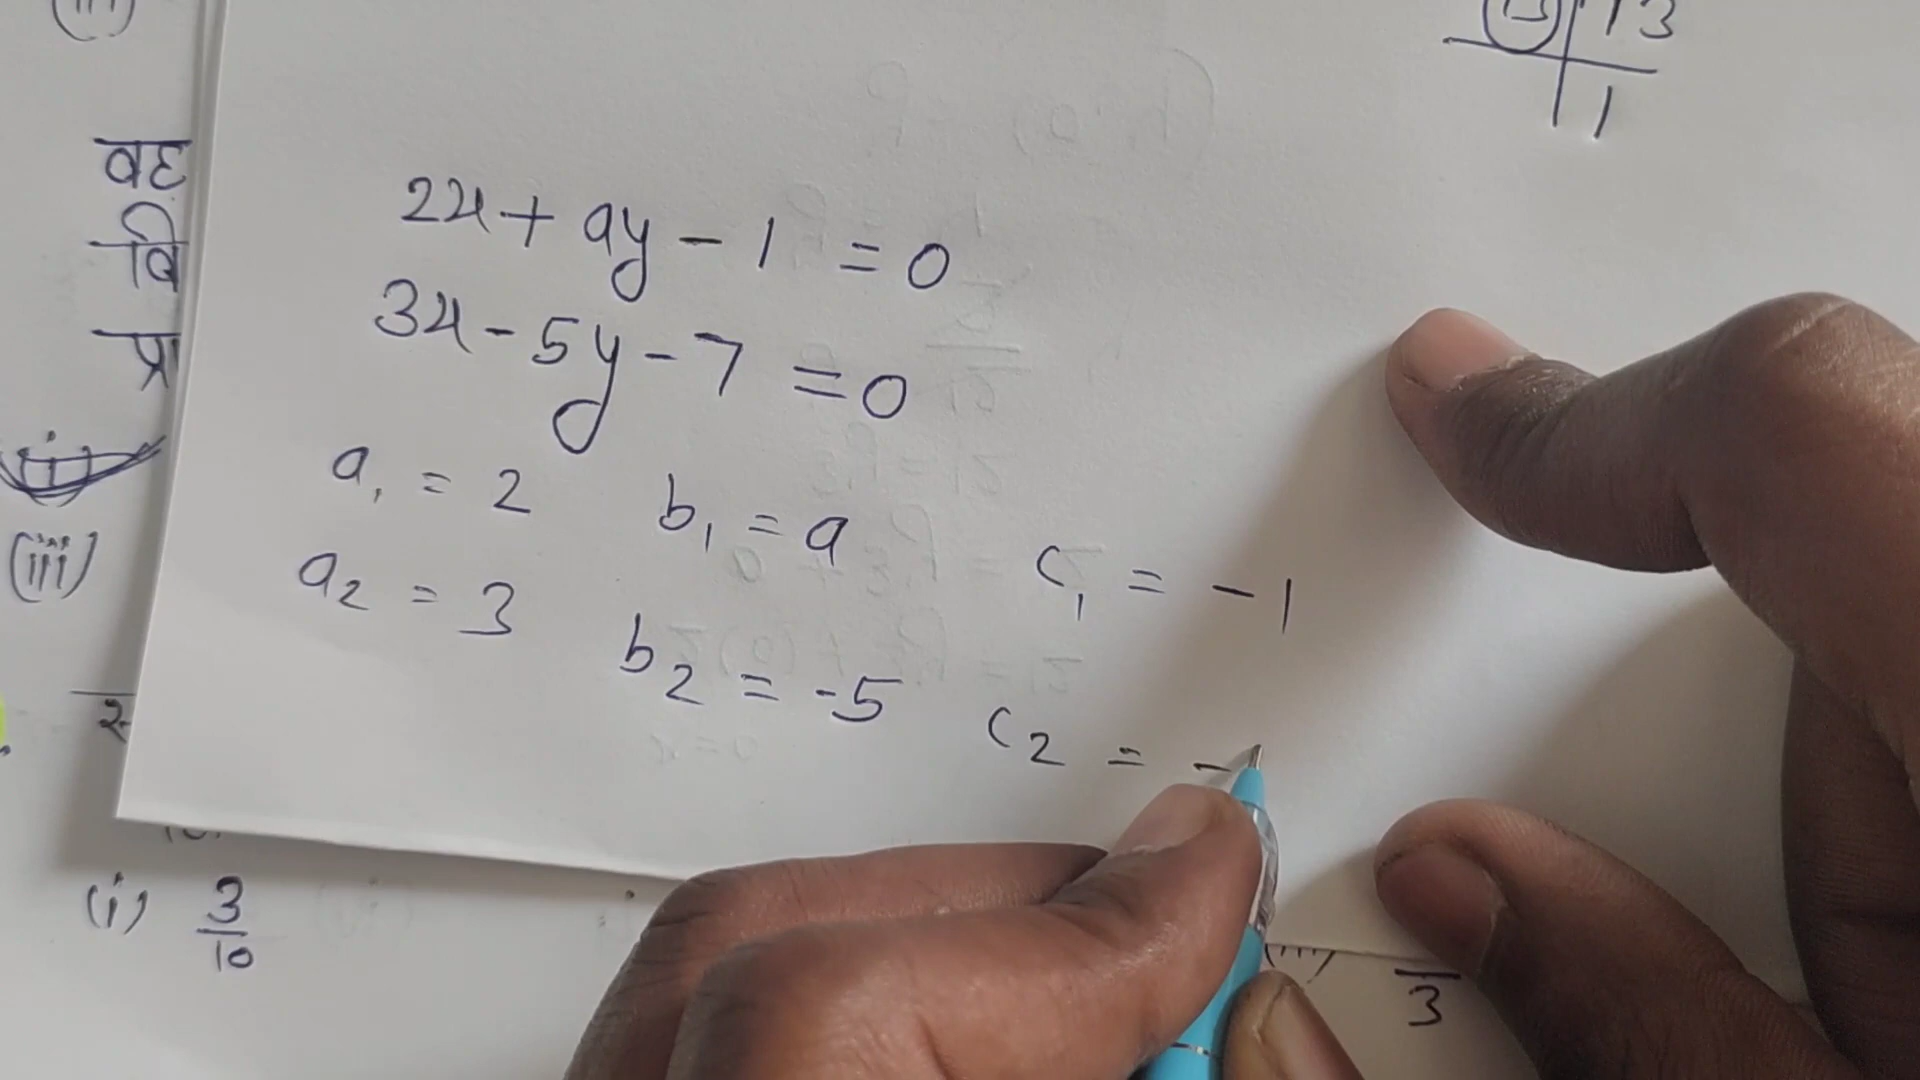 13
1
वह
वि
प्र
2x + ay - 1 = 0
3x - 5y - 7 = 0
a₁ = 2 b₁ = a c₁ = -1
a₂ = 3 b₂ = -5 c₂ = -
(iii)
(i) 3/10
3